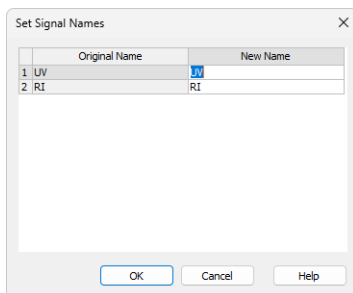 Set Signal Names
Original Name New Name
1 UV UV
2 RI RI
OK Cancel Help